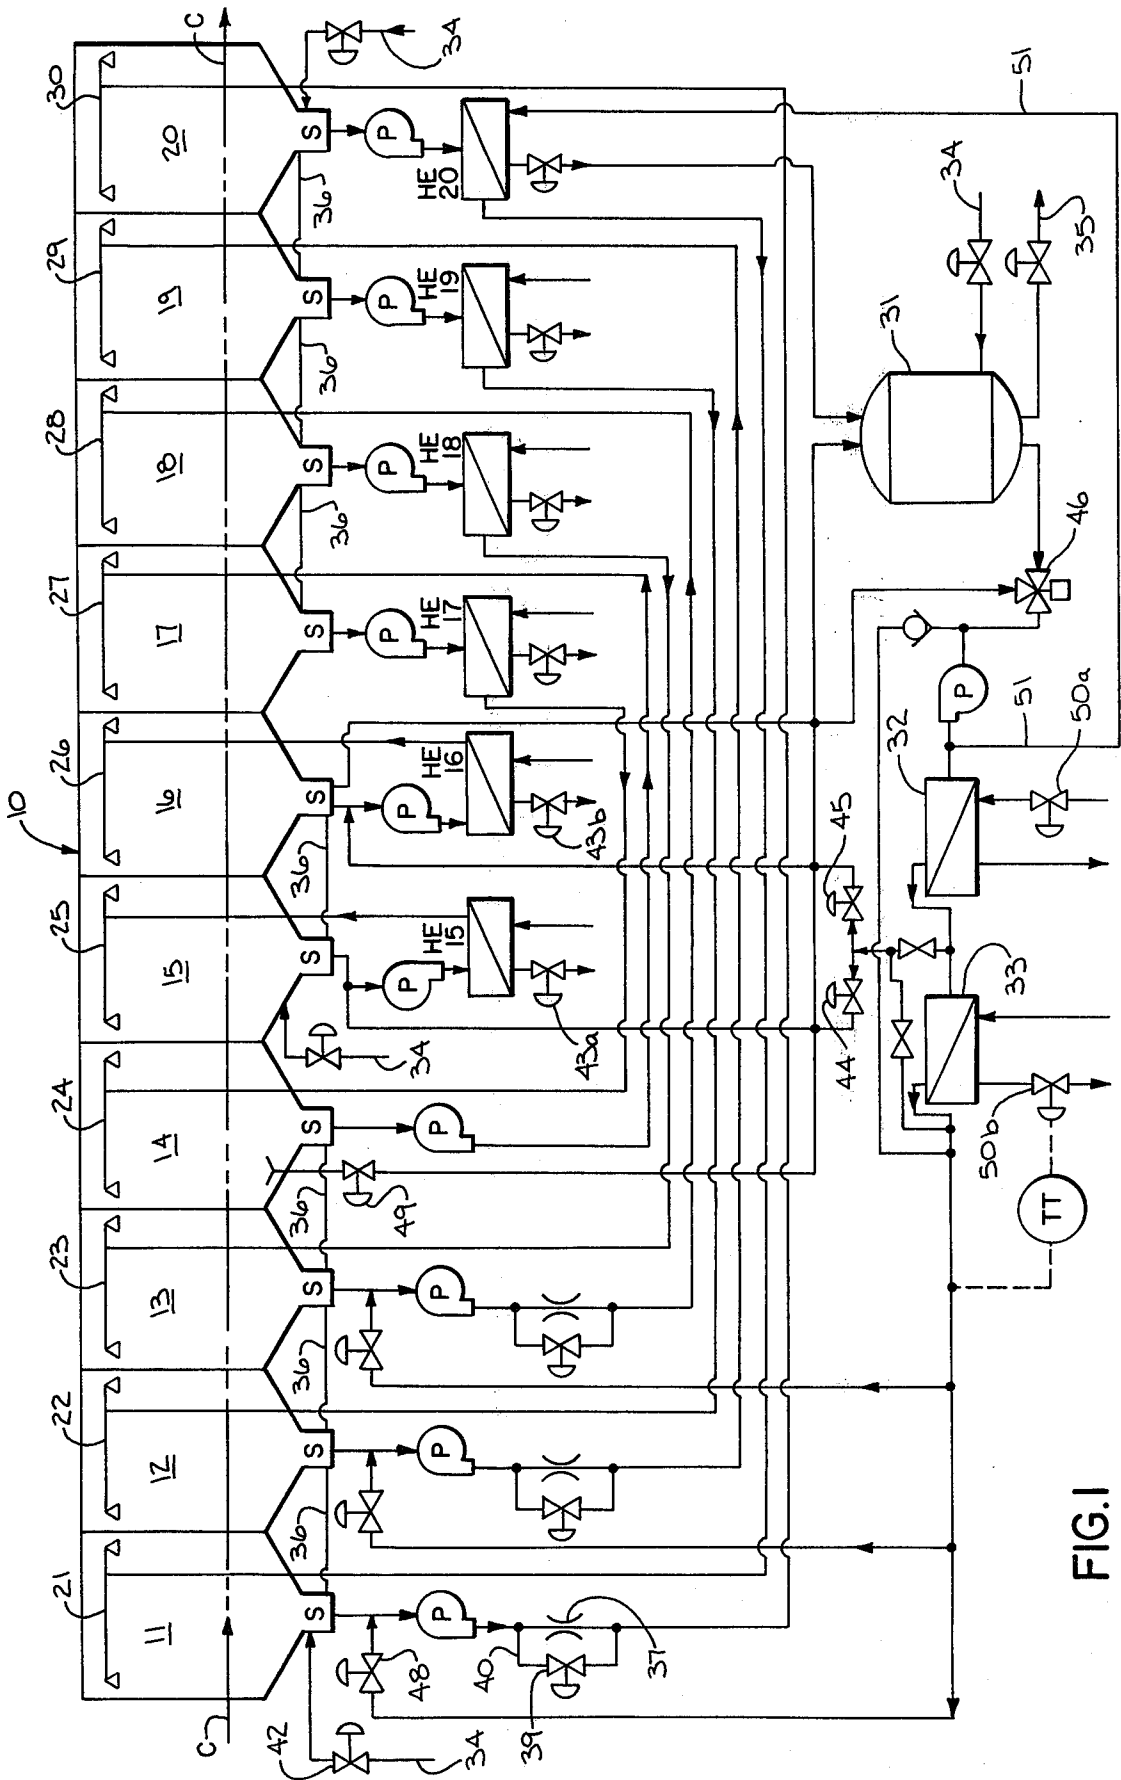 10
21 22 23 24 25 26 27 28 29 30
11 12 13 14 15 16 17 18 19 20
C C
42
36 36 36 36 36 36 36
S S S S S S S S S S
34 48 49 34 34
P P P P P P P P P P
HE 15
HE 16
HE 17
HE 18
HE 19
HE 20
40
39
37
43a
43b
44
45
31
32
33
34
35
46
P
51
51
50a
50b
TT
FIG.1